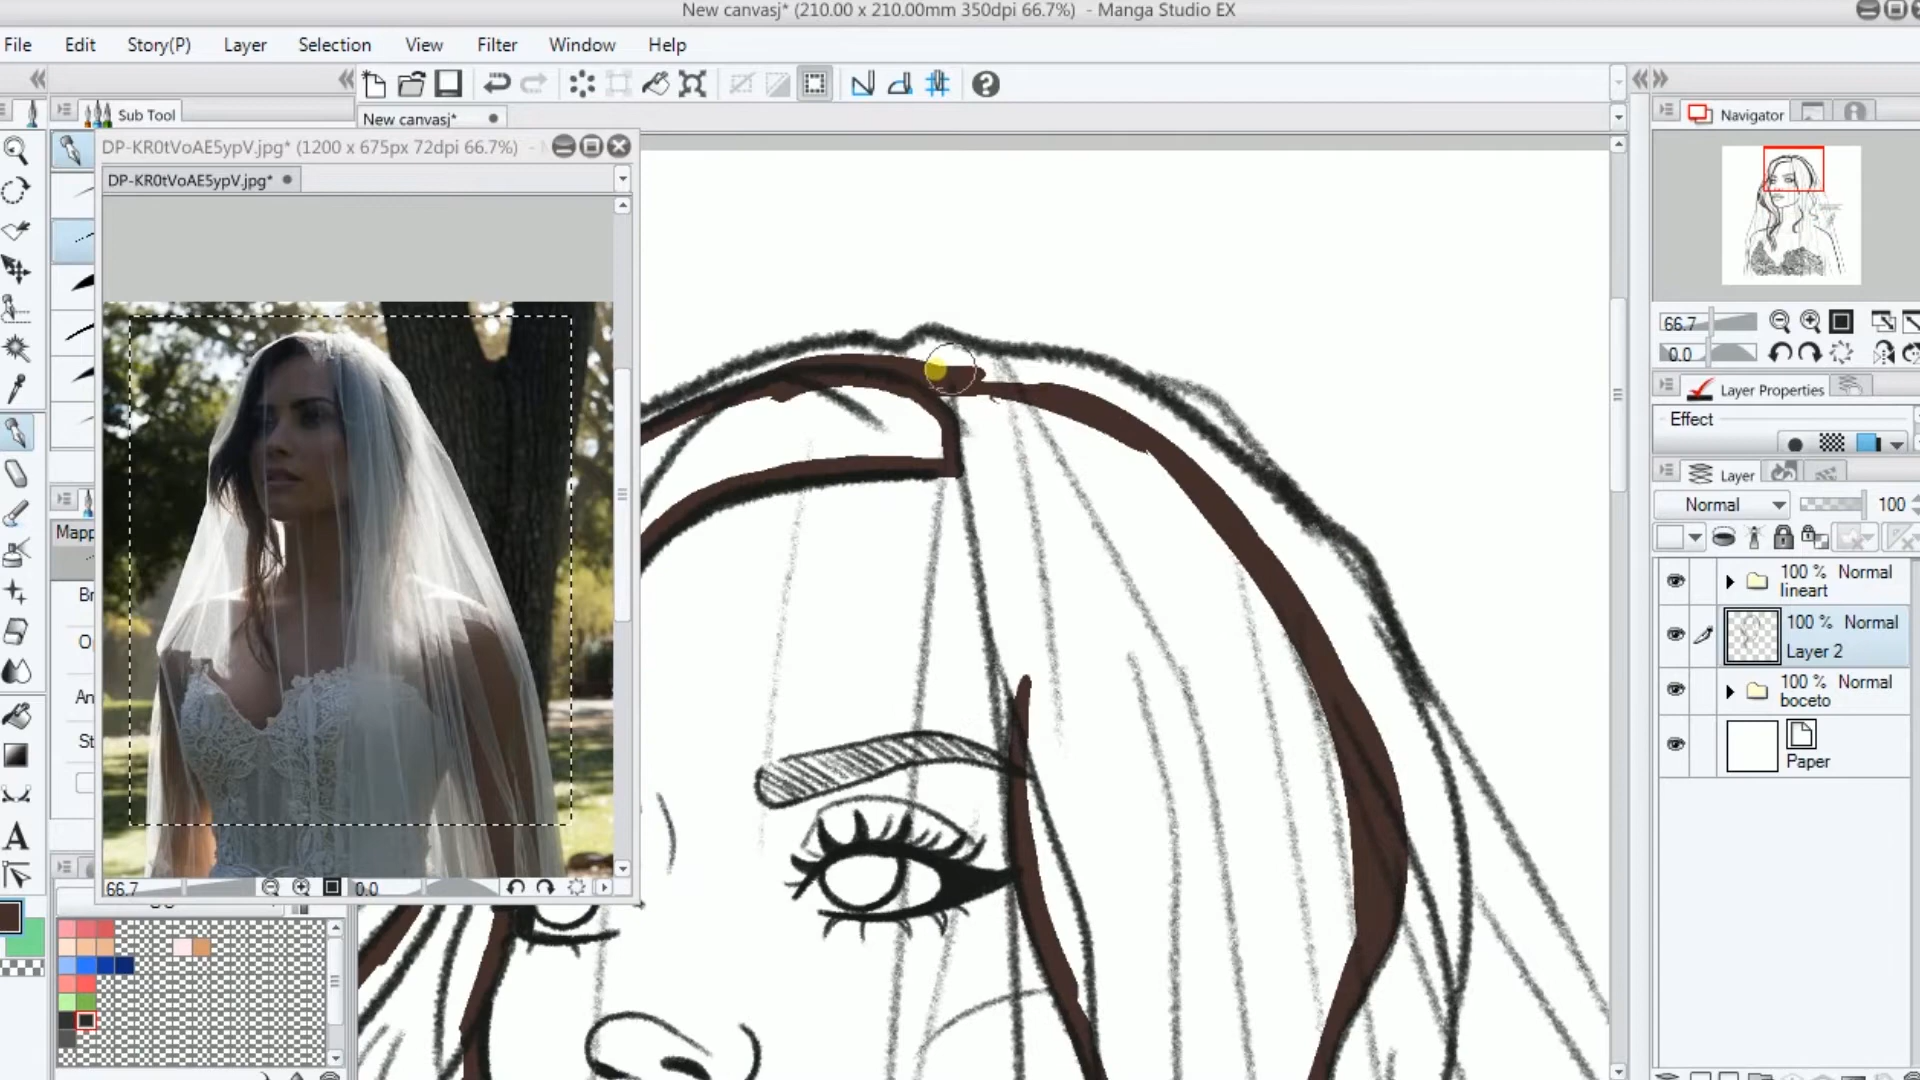 New canvasj* (210.00 x 210.00mm 350dpi 66.7%) - Manga Studio EX
File Edit Story(P) Layer Selection View Filter Window Help
Sub Tool
New canvasj*
Navigator
DP-KR0tVoAE5ypV.jpg* (1200 x 675px 72dpi 66.7%) -
DP-KR0tVoAE5ypV.jpg*
66.7
0.0
Layer Properties
Effect
Layer
Normal 100
Mapp
Br
O
An
St
100 % Normal
lineart
100 % Normal
Layer 2
100 % Normal
boceto
Paper
A
66.7 0.0